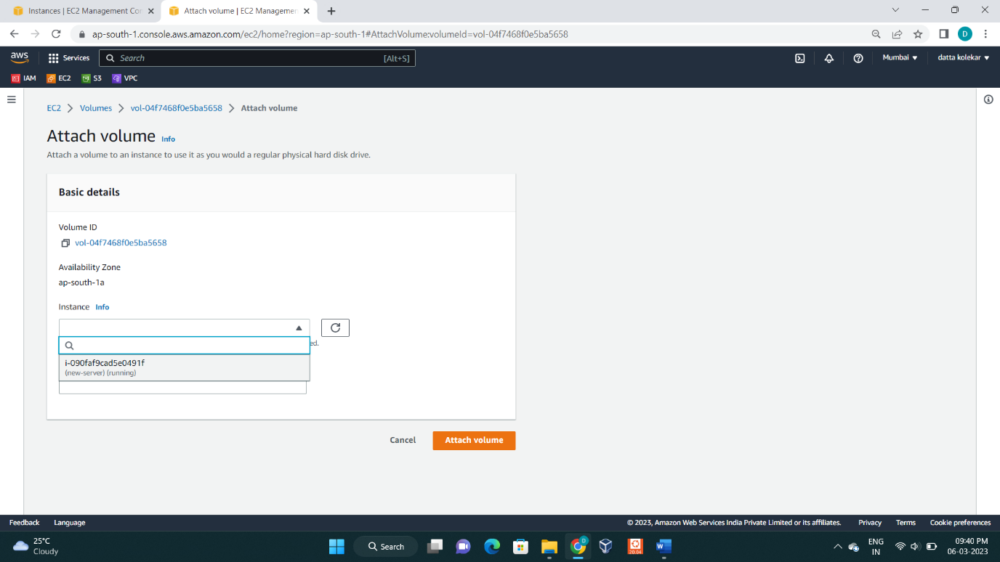 Instances | EC2 Management Con
Attach volume | EC2 Managemen
ap-south-1.console.aws.amazon.com/ec2/home?region=ap-south-1#AttachVolume:volumeId=vol-04f7468f0e5ba5658
D
aws
Services
Search
[Alt+S]
Mumbai
datta kolekar
IAM
EC2
S3
VPC
EC2 > Volumes > vol-04f7468f0e5ba5658 > Attach volume
Attach volume Info
Attach a volume to an instance to use it as you would a regular physical hard disk drive.
Basic details
Volume ID
vol-04f7468f0e5ba5658
Availability Zone
ap-south-1a
Instance Info
ed.
i-090faf9cad5e0491f
(new-server) (running)
Cancel
Attach volume
Feedback
Language
© 2023, Amazon Web Services India Private Limited or its affiliates.
Privacy
Terms
Cookie preferences
25°C
Cloudy
Search
D
20.04
W
ENG
IN
09:40 PM
06-03-2023